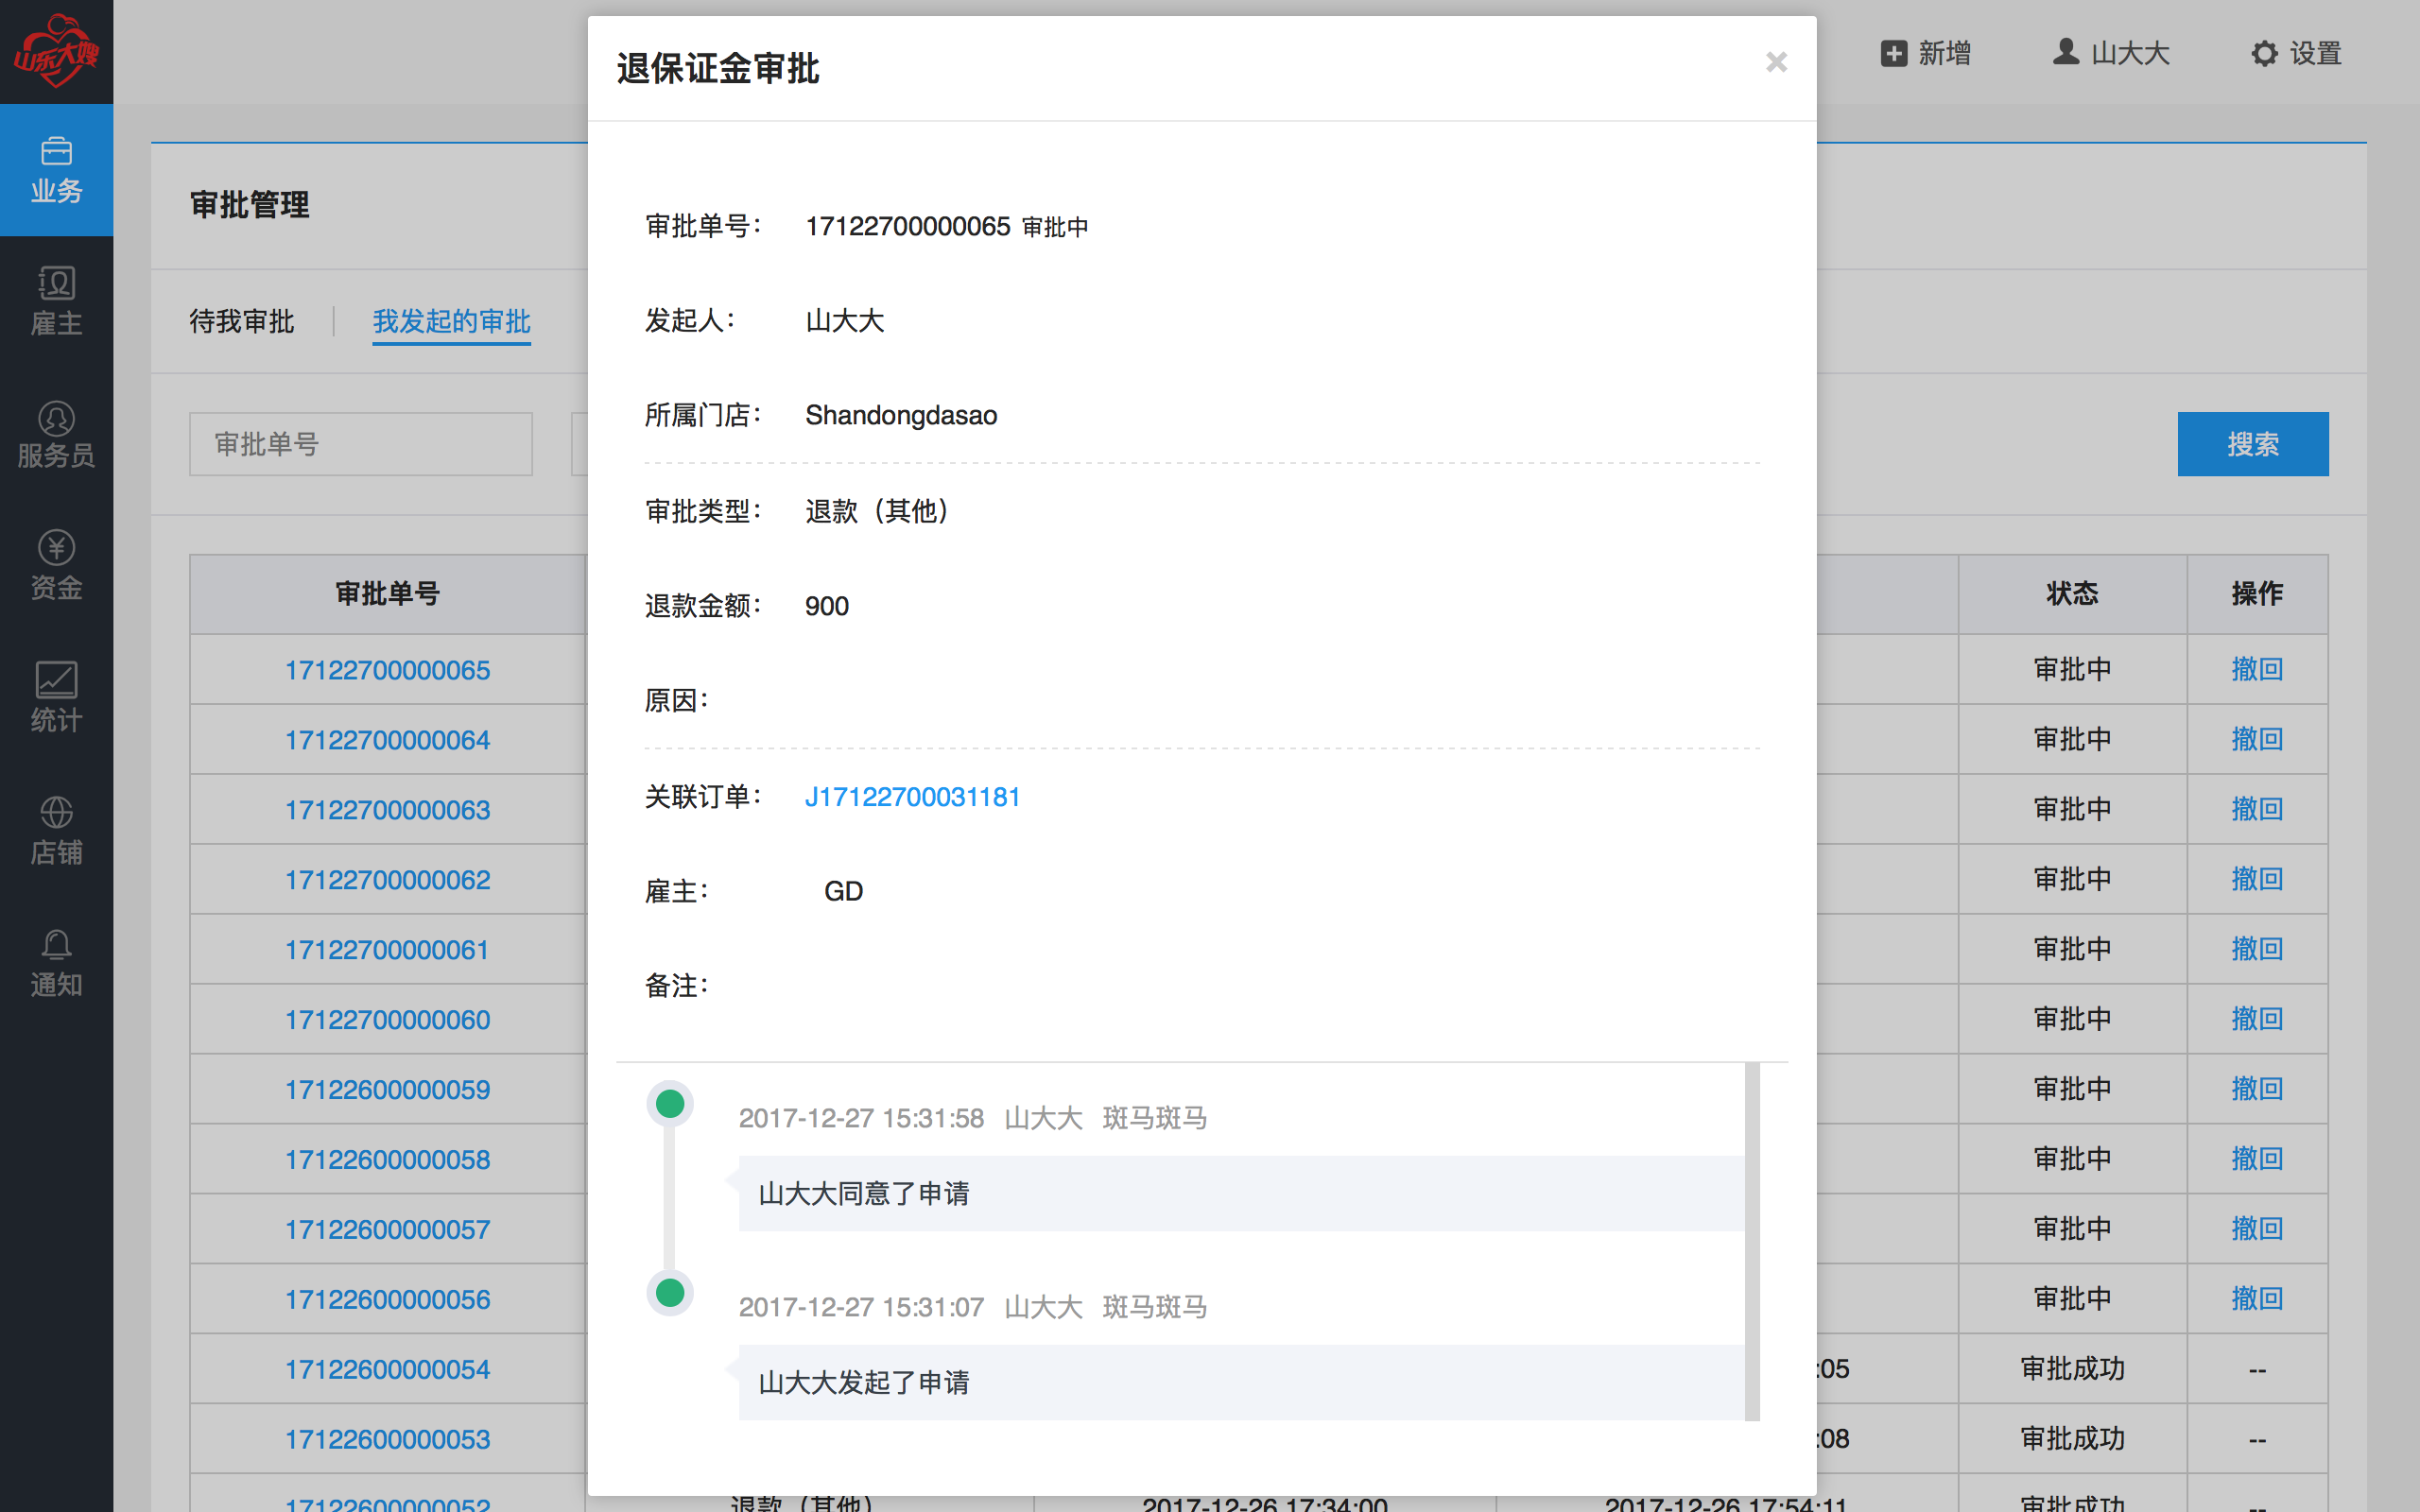 山东大嫂
新增
山大大
设置
业务
雇主
服务员
资金
统计
店铺
通知
审批管理
待我审批
我发起的审批
审批单号
搜索
审批单号 状态 操作
17122700000065 审批中 撤回
17122700000064 审批中 撤回
17122700000063 审批中 撤回
17122700000062 审批中 撤回
17122700000061 审批中 撤回
17122700000060 审批中 撤回
17122600000059 审批中 撤回
17122600000058 审批中 撤回
17122600000057 审批中 撤回
17122600000056 审批中 撤回
17122600000054 :05 审批成功 --
17122600000053 :08 审批成功 --
17122600000052 退款（其他） 2017-12-26 17:34:00 2017-12-26 17:54:11 审批成功 --
退保证金审批 ×
审批单号： 17122700000065 审批中
发起人： 山大大
所属门店： Shandongdasao
审批类型： 退款（其他）
退款金额： 900
原因：
关联订单： J17122700031181
雇主： GD
备注：
2017-12-27 15:31:58 山大大 斑马斑马
山大大同意了申请
2017-12-27 15:31:07 山大大 斑马斑马
山大大发起了申请